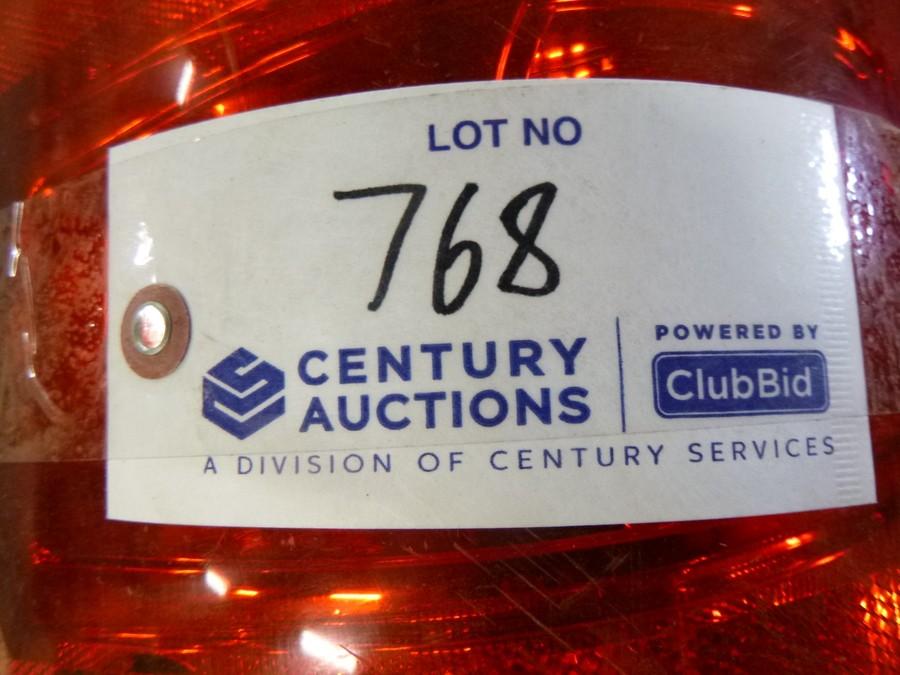 LOT NO
768
CENTURY
AUCTIONS
POWERED BY
ClubBid
A DIVISION OF CENTURY SERVICES